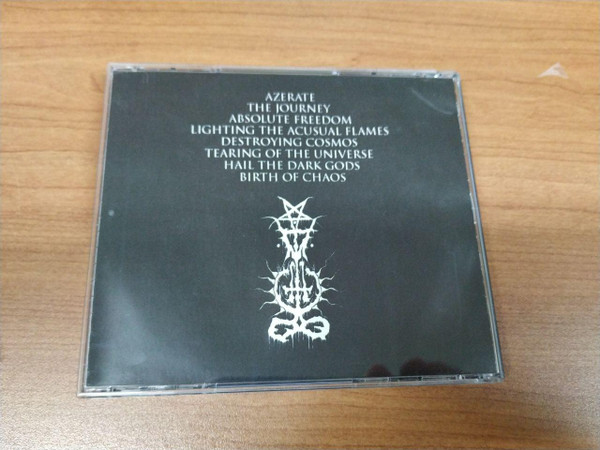 AZERATE
THE JOURNEY
ABSOLUTE FREEDOM
LIGHTING THE ACUSUAL FLAMES
DESTROYING COSMOS
TEARING OF THE UNIVERSE
HAIL THE DARK GODS
BIRTH OF CHAOS